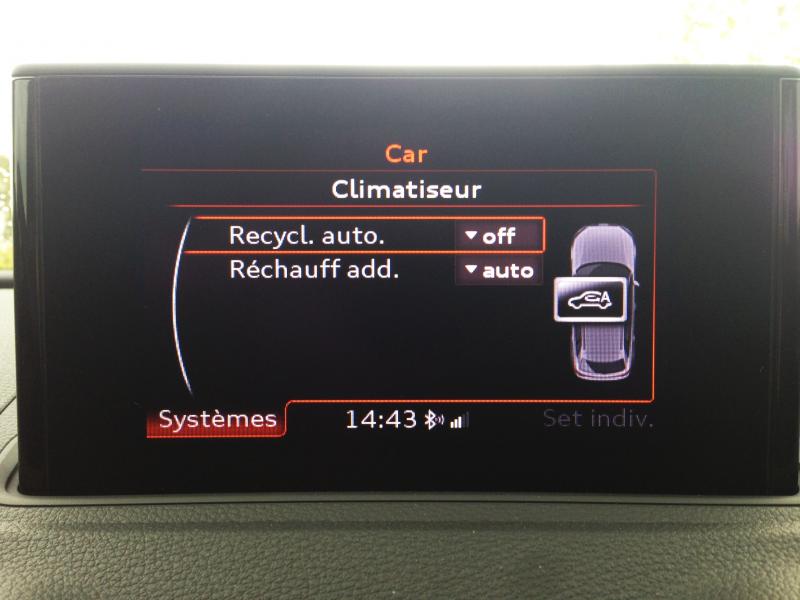 Car
Climatiseur
Recycl. auto. off
Réchauff add. auto
A
Systèmes 14:43 Set indiv.